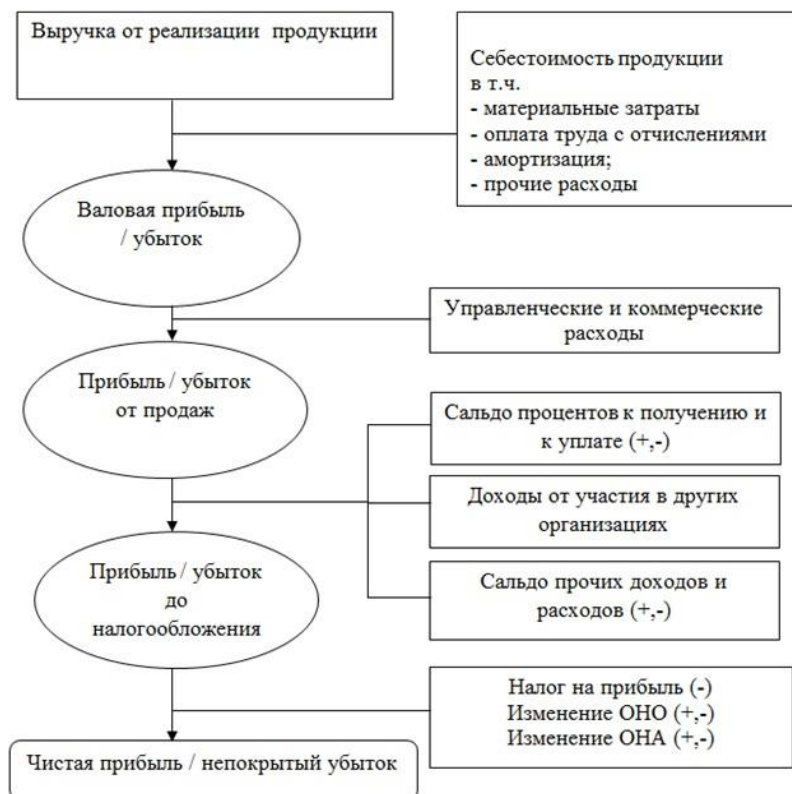 Выручка от реализации продукции
Себестоимость продукции
в т.ч.
- материальные затраты
- оплата труда с отчислениями
- амортизация;
- прочие расходы
Валовая прибыль
/ убыток
Управленческие и коммерческие
расходы
Прибыль / убыток
от продаж
Сальдо процентов к получению и
к уплате (+,-)
Доходы от участия в других
организациях
Прибыль / убыток
до
налогообложения
Сальдо прочих доходов и
расходов (+,-)
Налог на прибыль (-)
Изменение ОНО (+,-)
Изменение ОНА (+,-)
Чистая прибыль / непокрытый убыток